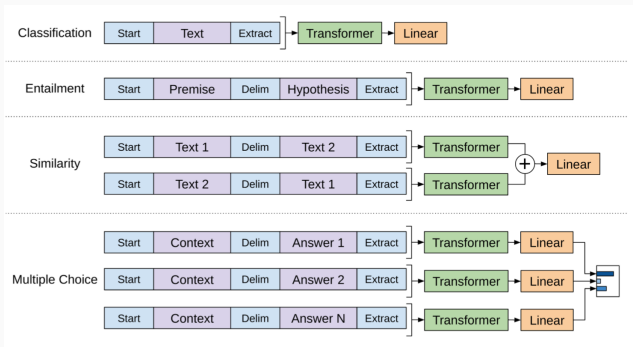 Classification Start Text Extract Transformer Linear
Entailment Start Premise Delim Hypothesis Extract Transformer Linear
Start Text 1 Delim Text 2 Extract Transformer
Similarity + Linear
Start Text 2 Delim Text 1 Extract Transformer
Start Context Delim Answer 1 Extract Transformer Linear
Multiple Choice Start Context Delim Answer 2 Extract Transformer Linear
Start Context Delim Answer N Extract Transformer Linear